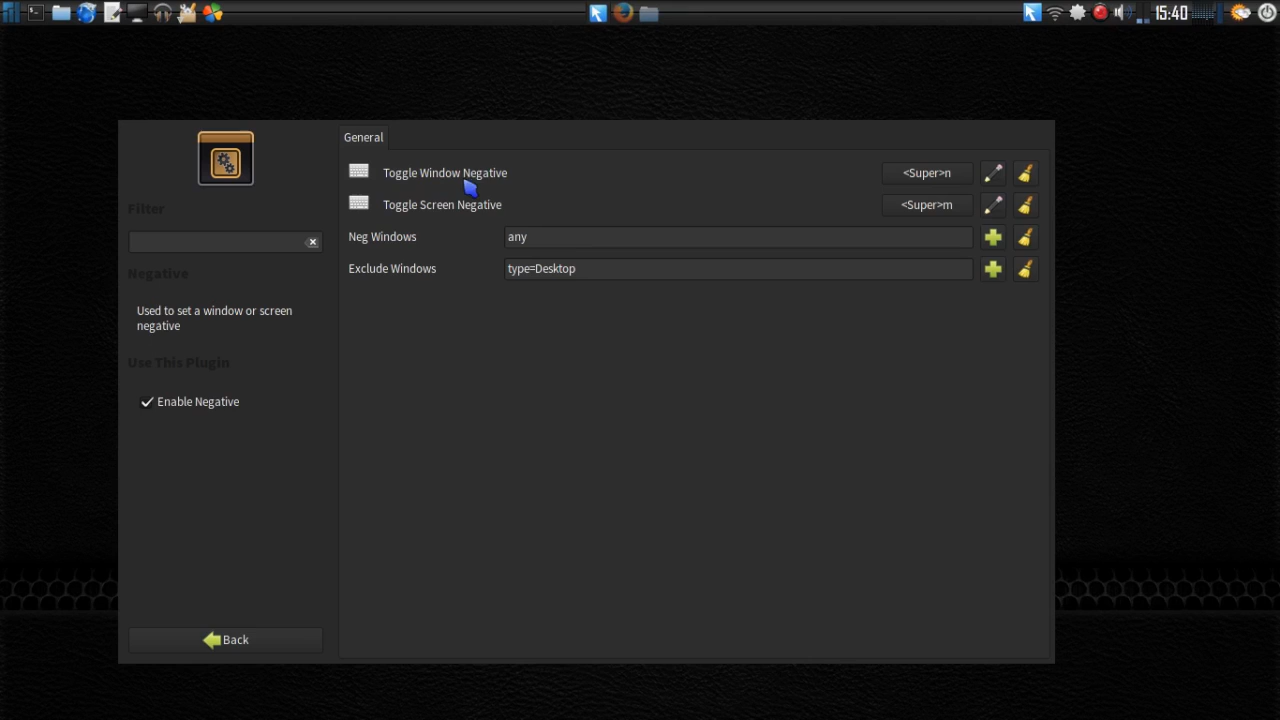 15:40
General
Toggle Window Negative
<Super>n
Filter
Toggle Screen Negative
<Super>m
Neg Windows
any
Exclude Windows
type=Desktop
Negative
Used to set a window or screen
negative
Use This Plugin
Enable Negative
Back